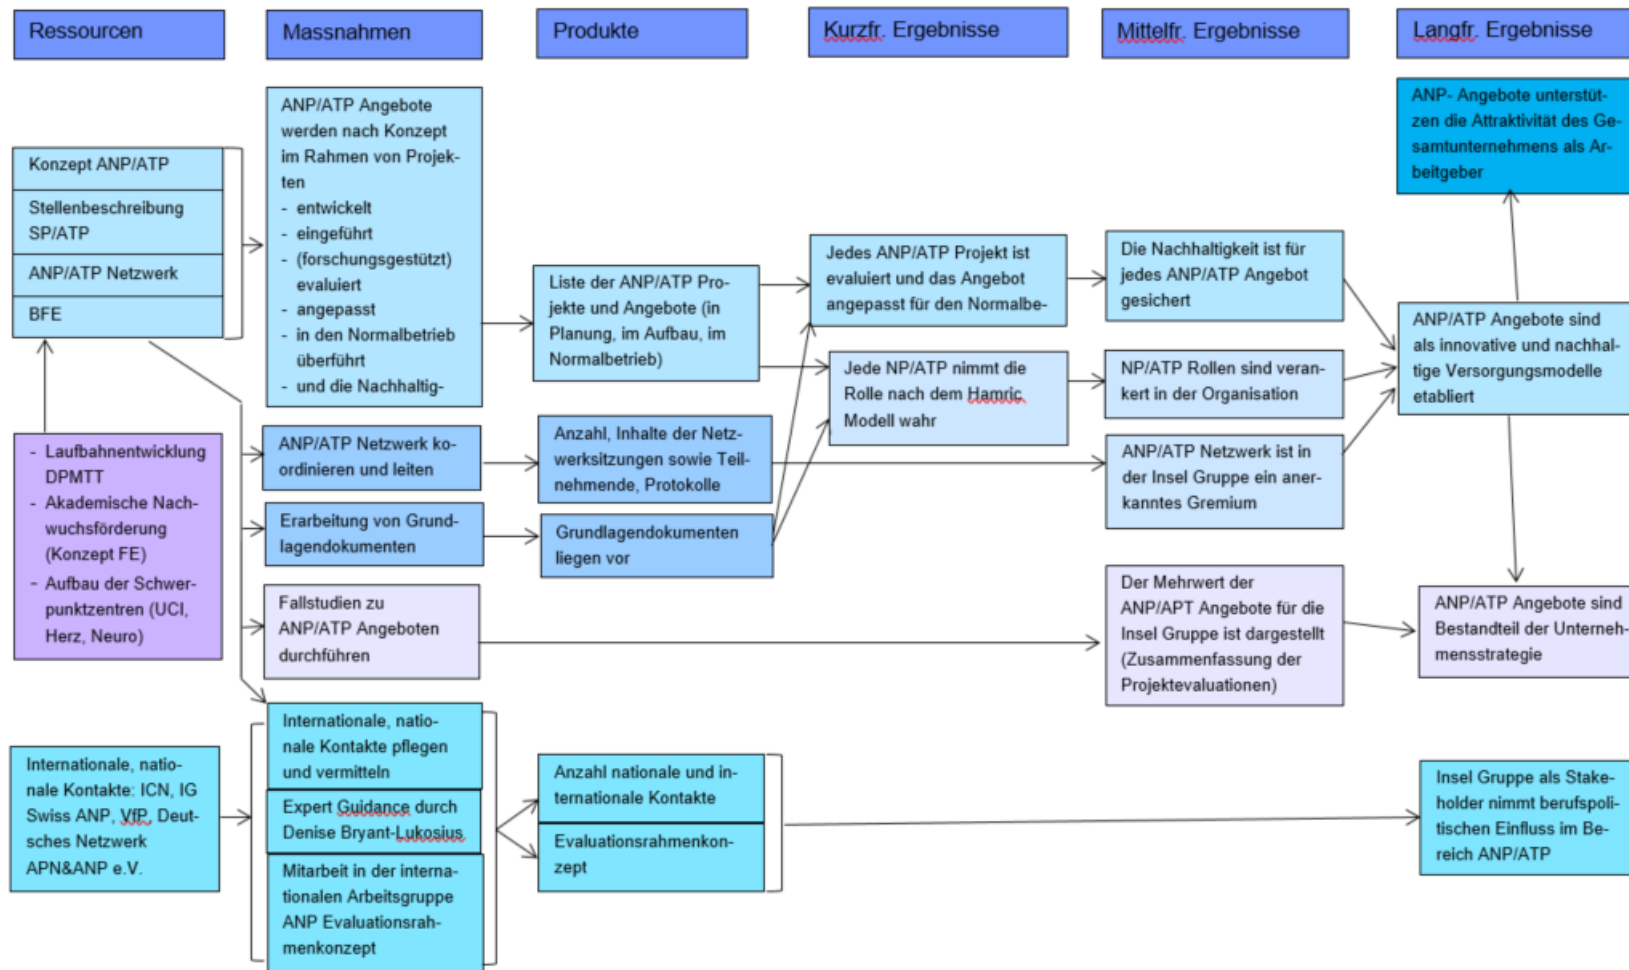 Ressourcen
Massnahmen
Produkte
Kurzfr. Ergebnisse
Mittelfr. Ergebnisse
Langfr. Ergebnisse
Konzept ANP/ATP
Stellenbeschreibung
SP/ATP
ANP/ATP Netzwerk
BFE
- Laufbahnentwicklung
DPMTT
- Akademische Nach-
wuchsförderung
(Konzept FE)
- Aufbau der Schwer-
punktzentren (UCI,
Herz, Neuro)
Internationale, natio-
nale Kontakte: ICN, IG
Swiss ANP, VfP, Deut-
sches Netzwerk
APN&ANP e.V.
ANP/ATP Angebote
werden nach Konzept
im Rahmen von Projek-
ten
- entwickelt
- eingeführt
- (forschungsgestützt)
evaluiert
- angepasst
- in den Normalbetrieb
überführt
- und die Nachhaltig-
ANP/ATP Netzwerk ko-
ordinieren und leiten
Erarbeitung von Grund-
lagendokumenten
Fallstudien zu
ANP/ATP Angeboten
durchführen
Internationale, natio-
nale Kontakte pflegen
und vermitteln
Expert Guidance durch
Denise Bryant-Lukosius
Mitarbeit in der interna-
tionalen Arbeitsgruppe
ANP Evaluationsrah-
menkonzept
Liste der ANP/ATP Pro-
jekte und Angebote (in
Planung, im Aufbau, im
Normalbetrieb)
Anzahl, Inhalte der Netz-
werksitzungen sowie Teil-
nehmende, Protokolle
Grundlagendokumenten
liegen vor
Anzahl nationale und in-
ternationale Kontakte
Evaluationsrahmenkon-
zept
Jedes ANP/ATP Projekt ist
evaluiert und das Angebot
angepasst für den Normalbe-
Jede NP/ATP nimmt die
Rolle nach dem Hamric
Modell wahr
Die Nachhaltigkeit ist für
jedes ANP/ATP Angebot
gesichert
NP/ATP Rollen sind veran-
kert in der Organisation
ANP/ATP Netzwerk ist in
der Insel Gruppe ein aner-
kanntes Gremium
Der Mehrwert der
ANP/APT Angebote für die
Insel Gruppe ist dargestellt
(Zusammenfassung der
Projektevaluationen)
ANP- Angebote unterstüt-
zen die Attraktivität des Ge-
samtunternehmens als Ar-
beitgeber
ANP/ATP Angebote sind
als innovative und nachhal-
tige Versorgungsmodelle
etabliert
ANP/ATP Angebote sind
Bestandteil der Unterneh-
mensstrategie
Insel Gruppe als Stake-
holder nimmt berufspoli-
tischen Einfluss im Be-
reich ANP/ATP